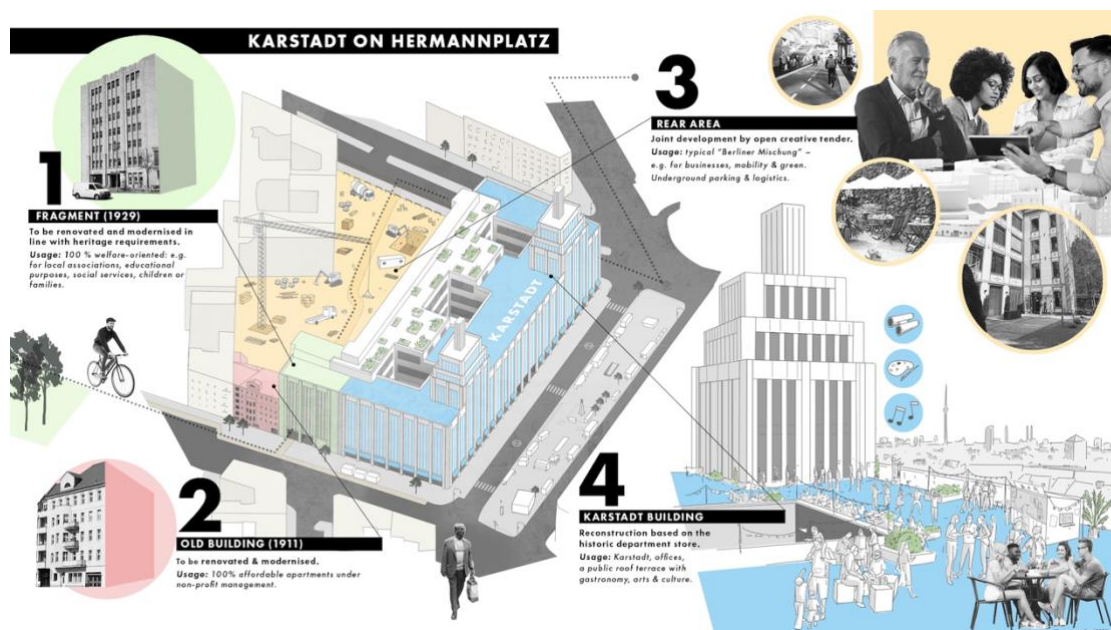 KARSTADT ON HERMANNPLATZ
1
FRAGMENT (1929)
To be renovated and modernised in
line with heritage requirements.
Usage: 100 % welfare-oriented: e.g.
for local associations, educational
purposes, social services, children or
families.
2
OLD BUILDING (1911)
To be renovated & modernised.
Usage: 100% affordable apartments under
non-profit management.
3
REAR AREA
Joint development by open creative tender.
Usage: typical "Berliner Mischung" –
e.g. for businesses, mobility & green.
Underground parking & logistics.
KARSTADT
4
KARSTADT BUILDING
Reconstruction based on the
historic department store.
Usage: Karstadt, offices,
a public roof terrace with
gastronomy, arts & culture.